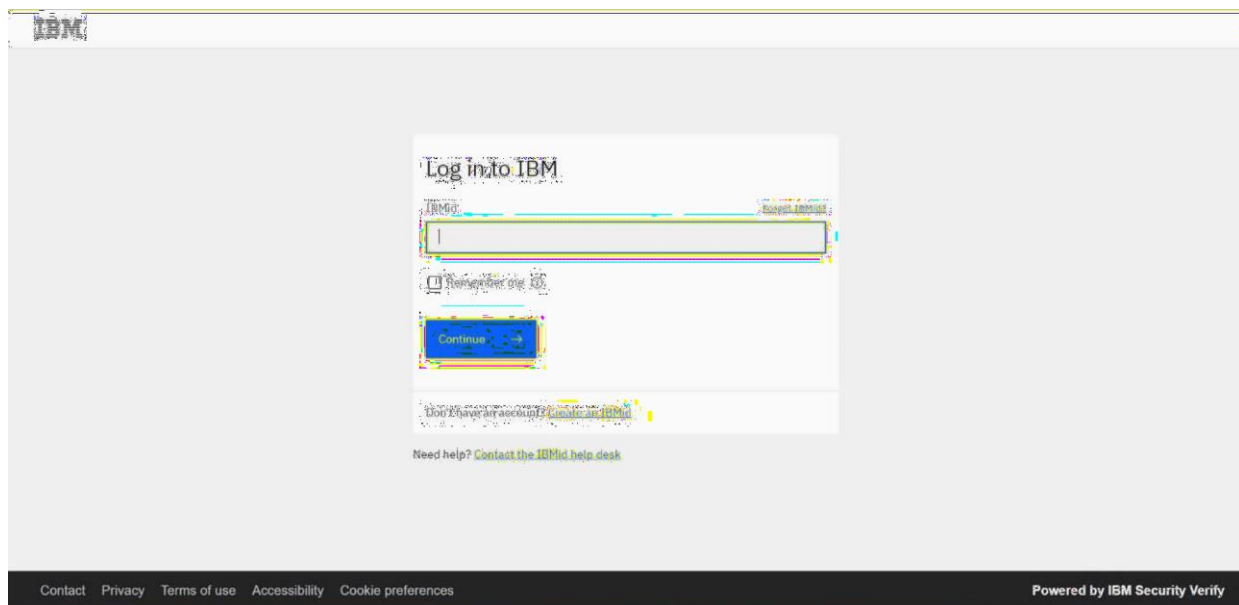 IBM
Log in to IBM
IBMid Forgot IBMid?
Remember me
Continue →
Don't have an account? Create an IBMid
Need help? Contact the IBMid help desk
Contact Privacy Terms of use Accessibility Cookie preferences Powered by IBM Security Verify